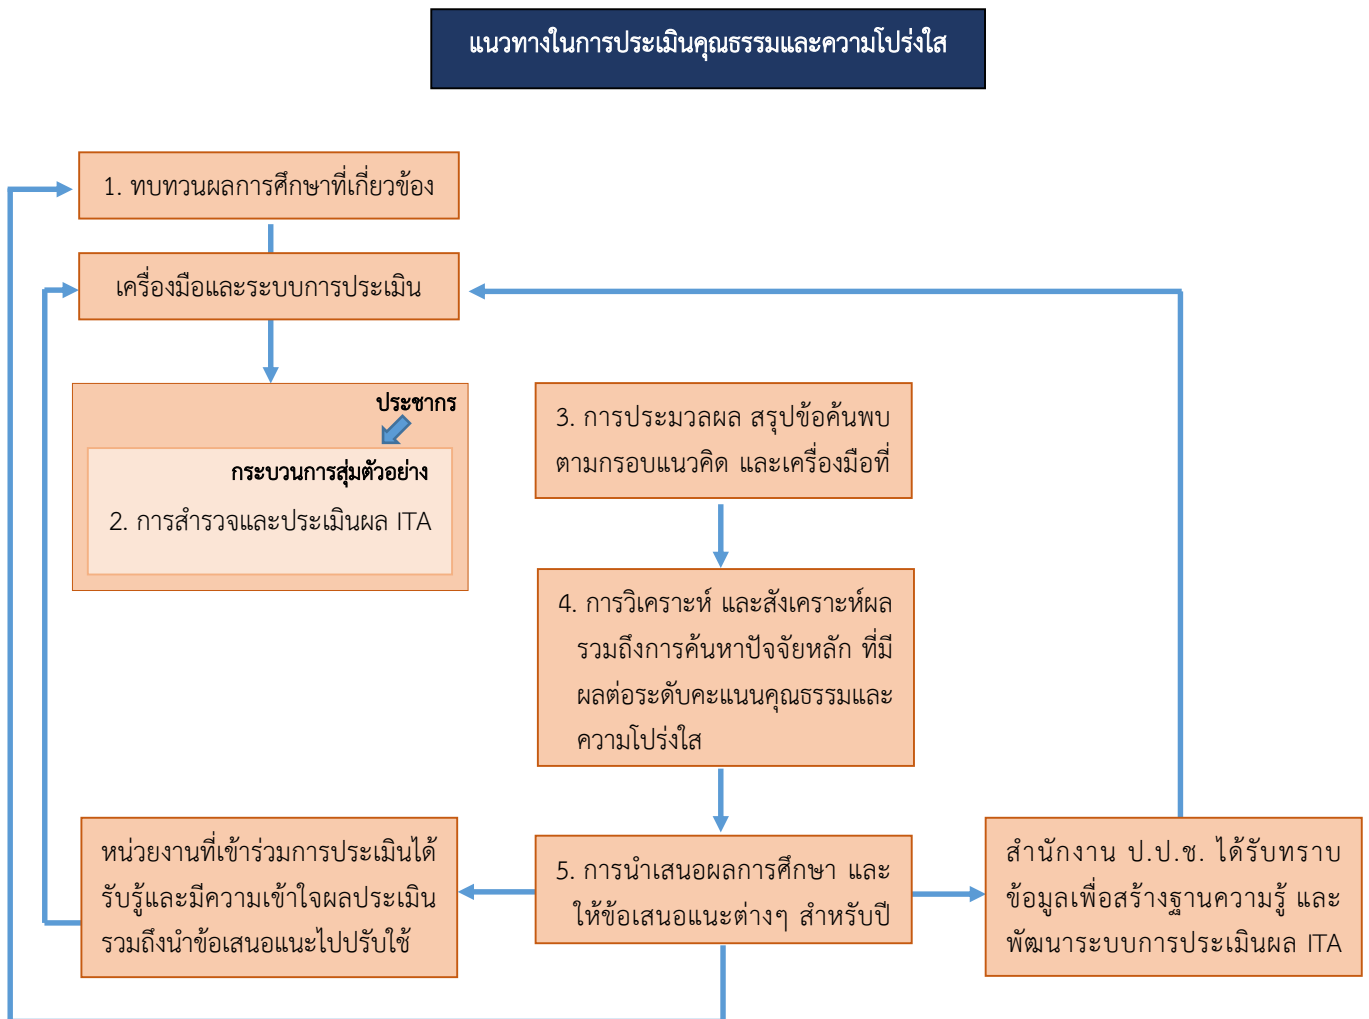 แนวทางในการประเมินคุณธรรมและความโปร่งใส
1. ทบทวนผลการศึกษาที่เกี่ยวข้อง
เครื่องมือและระบบการประเมิน
ประชากร
กระบวนการสุ่มตัวอย่าง
2. การสำรวจและประเมินผล ITA
3. การประมวลผล สรุปข้อค้นพบ
ตามกรอบแนวคิด และเครื่องมือที่
4. การวิเคราะห์ และสังเคราะห์ผล
รวมถึงการค้นหาปัจจัยหลัก ที่มี
ผลต่อระดับคะแนนคุณธรรมและ
ความโปร่งใส
หน่วยงานที่เข้าร่วมการประเมินได้
รับรู้และมีความเข้าใจผลประเมิน
รวมถึงนำข้อเสนอแนะไปปรับใช้
5. การนำเสนอผลการศึกษา และ
ให้ข้อเสนอแนะต่างๆ สำหรับปี
สำนักงาน ป.ป.ช. ได้รับทราบ
ข้อมูลเพื่อสร้างฐานความรู้ และ
พัฒนาระบบการประเมินผล ITA